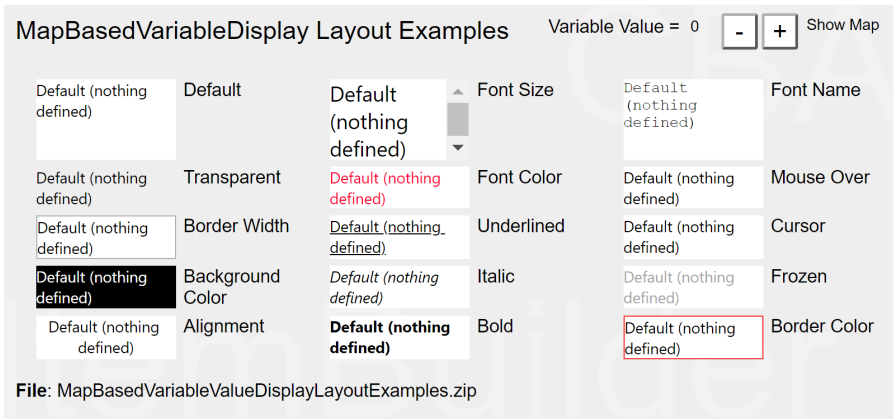 MapBasedVariableDisplay Layout Examples
Variable Value = 0
-
+
Show Map
Default (nothing
defined)
Default
Default
(nothing
defined)
Font Size
Default
(nothing
defined)
Font Name
Default (nothing
defined)
Transparent
Default (nothing
defined)
Font Color
Default (nothing
defined)
Mouse Over
Default (nothing
defined)
Border Width
Default (nothing
defined)
Underlined
Default (nothing
defined)
Cursor
Default (nothing
defined)
Background
Color
Default (nothing
defined)
Italic
Default (nothing
defined)
Frozen
Default (nothing
defined)
Alignment
Default (nothing
defined)
Bold
Default (nothing
defined)
Border Color
File: MapBasedVariableValueDisplayLayoutExamples.zip
CBA
ItemBuilder